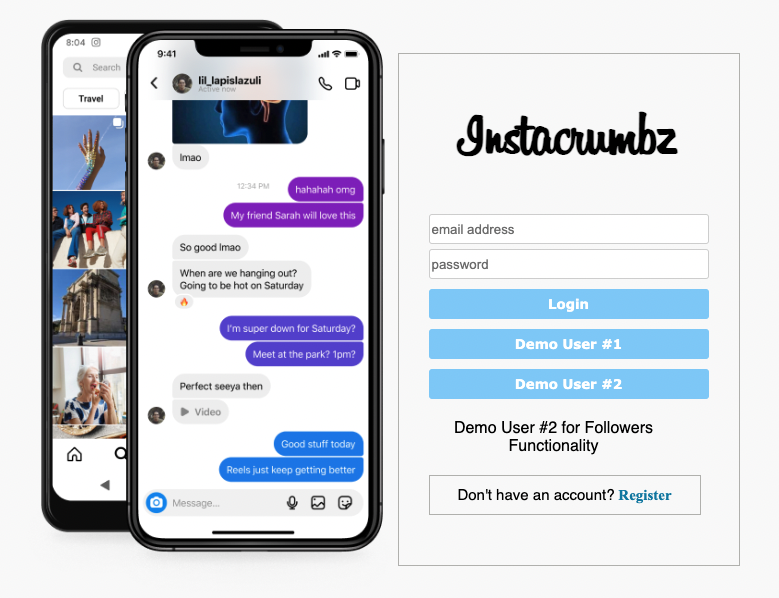 8:04
Search
Travel
9:41
lil_lapislazuli
Active now
lmao
12:34 PM
hahahah omg
My friend Sarah will love this
So good lmao
When are we hanging out?
Going to be hot on Saturday
I'm super down for Saturday?
Meet at the park? 1pm?
Perfect seeya then
Video
Good stuff today
Reels just keep getting better
Message...
Instacrumbz
email address
password
Login
Demo User #1
Demo User #2
Demo User #2 for Followers
Functionality
Don't have an account? Register